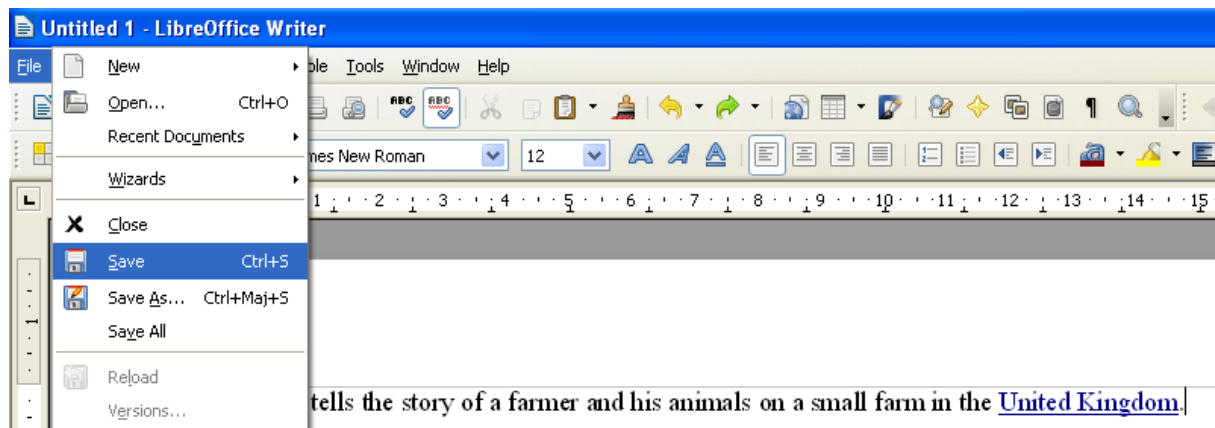 Untitled 1 - LibreOffice Writer
File ble Tools Window Help
New
Open... Ctrl+O
Recent Documents
Wizards
Close
Save Ctrl+S
Save As... Ctrl+Maj+S
Save All
Reload
Versions...
ABC ABC
mes New Roman 12
1 2 3 4 5 6 7 8 9 10 11 12 13 14 15
1
tells the story of a farmer and his animals on a small farm in the United Kingdom.